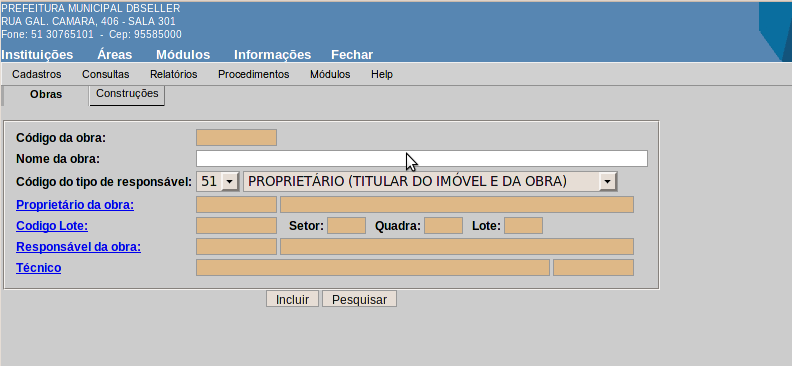 PREFEITURA MUNICIPAL DBSELLER
RUA GAL. CAMARA, 406 - SALA 301
Fone: 51 30765101 - Cep: 95585000
Instituições Áreas Módulos Informações Fechar
Cadastros Consultas Relatórios Procedimentos Módulos Help
Obras Construções
Código da obra:
Nome da obra:
Código do tipo de responsável: 51 PROPRIETÁRIO (TITULAR DO IMÓVEL E DA OBRA)
Proprietário da obra:
Codigo Lote: Setor: Quadra: Lote:
Responsável da obra:
Técnico
Incluir Pesquisar